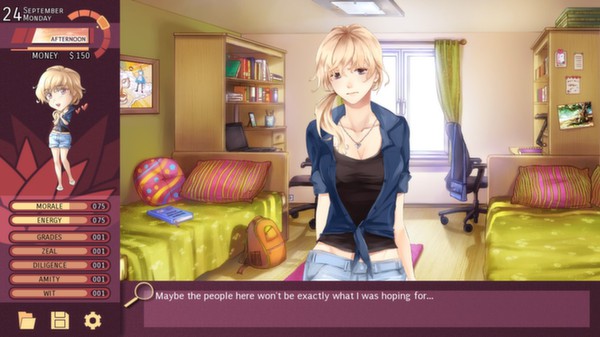 24 SEPTEMBER
MONDAY
AFTERNOON
MONEY $ 150
MORALE 075
ENERGY 075
GRADES 001
ZEAL 001
DILIGENCE 001
AMITY 001
WIT 001
Maybe the people here won't be exactly what I was hoping for...